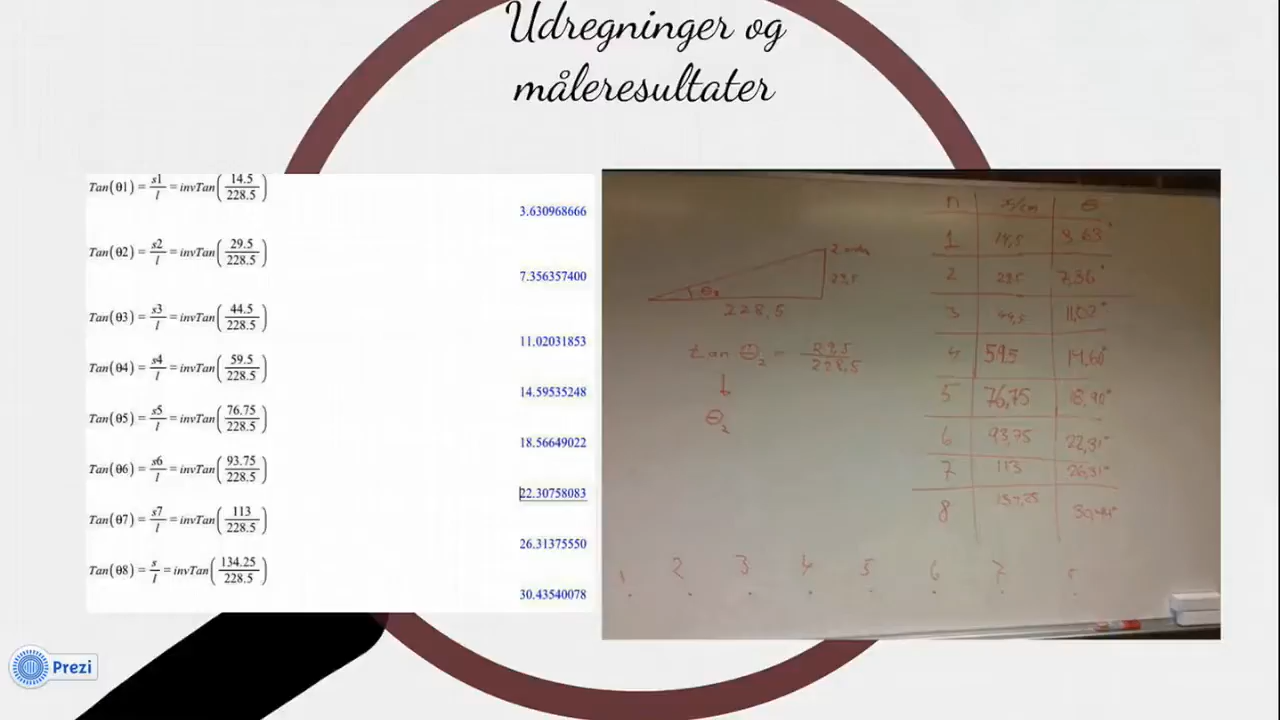 Udregninger og
måleresultater
Tan(θ1) = s1/l = invTan(14.5/228.5)
3.630968666
Tan(θ2) = s2/l = invTan(29.5/228.5)
7.356357400
Tan(θ3) = s3/l = invTan(44.5/228.5)
11.02031853
Tan(θ4) = s4/l = invTan(59.5/228.5)
14.59535248
Tan(θ5) = s5/l = invTan(76.75/228.5)
18.56649022
Tan(θ6) = s6/l = invTan(93.75/228.5)
22.30758083
Tan(θ7) = s7/l = invTan(113/228.5)
26.31375550
Tan(θ8) = s/l = invTan(134.25/228.5)
30.43540078
n θ
1 3,63°
2 7,36°
3 11,02°
4 59,5 14,60°
5 76,75
6 93,75 22,31°
7 113 26,31°
8 30,44°
θ2
228,5
tan θ2 = 29,5/228,5
↓
θ2
1 2 3 4 5 6 7
Prezi